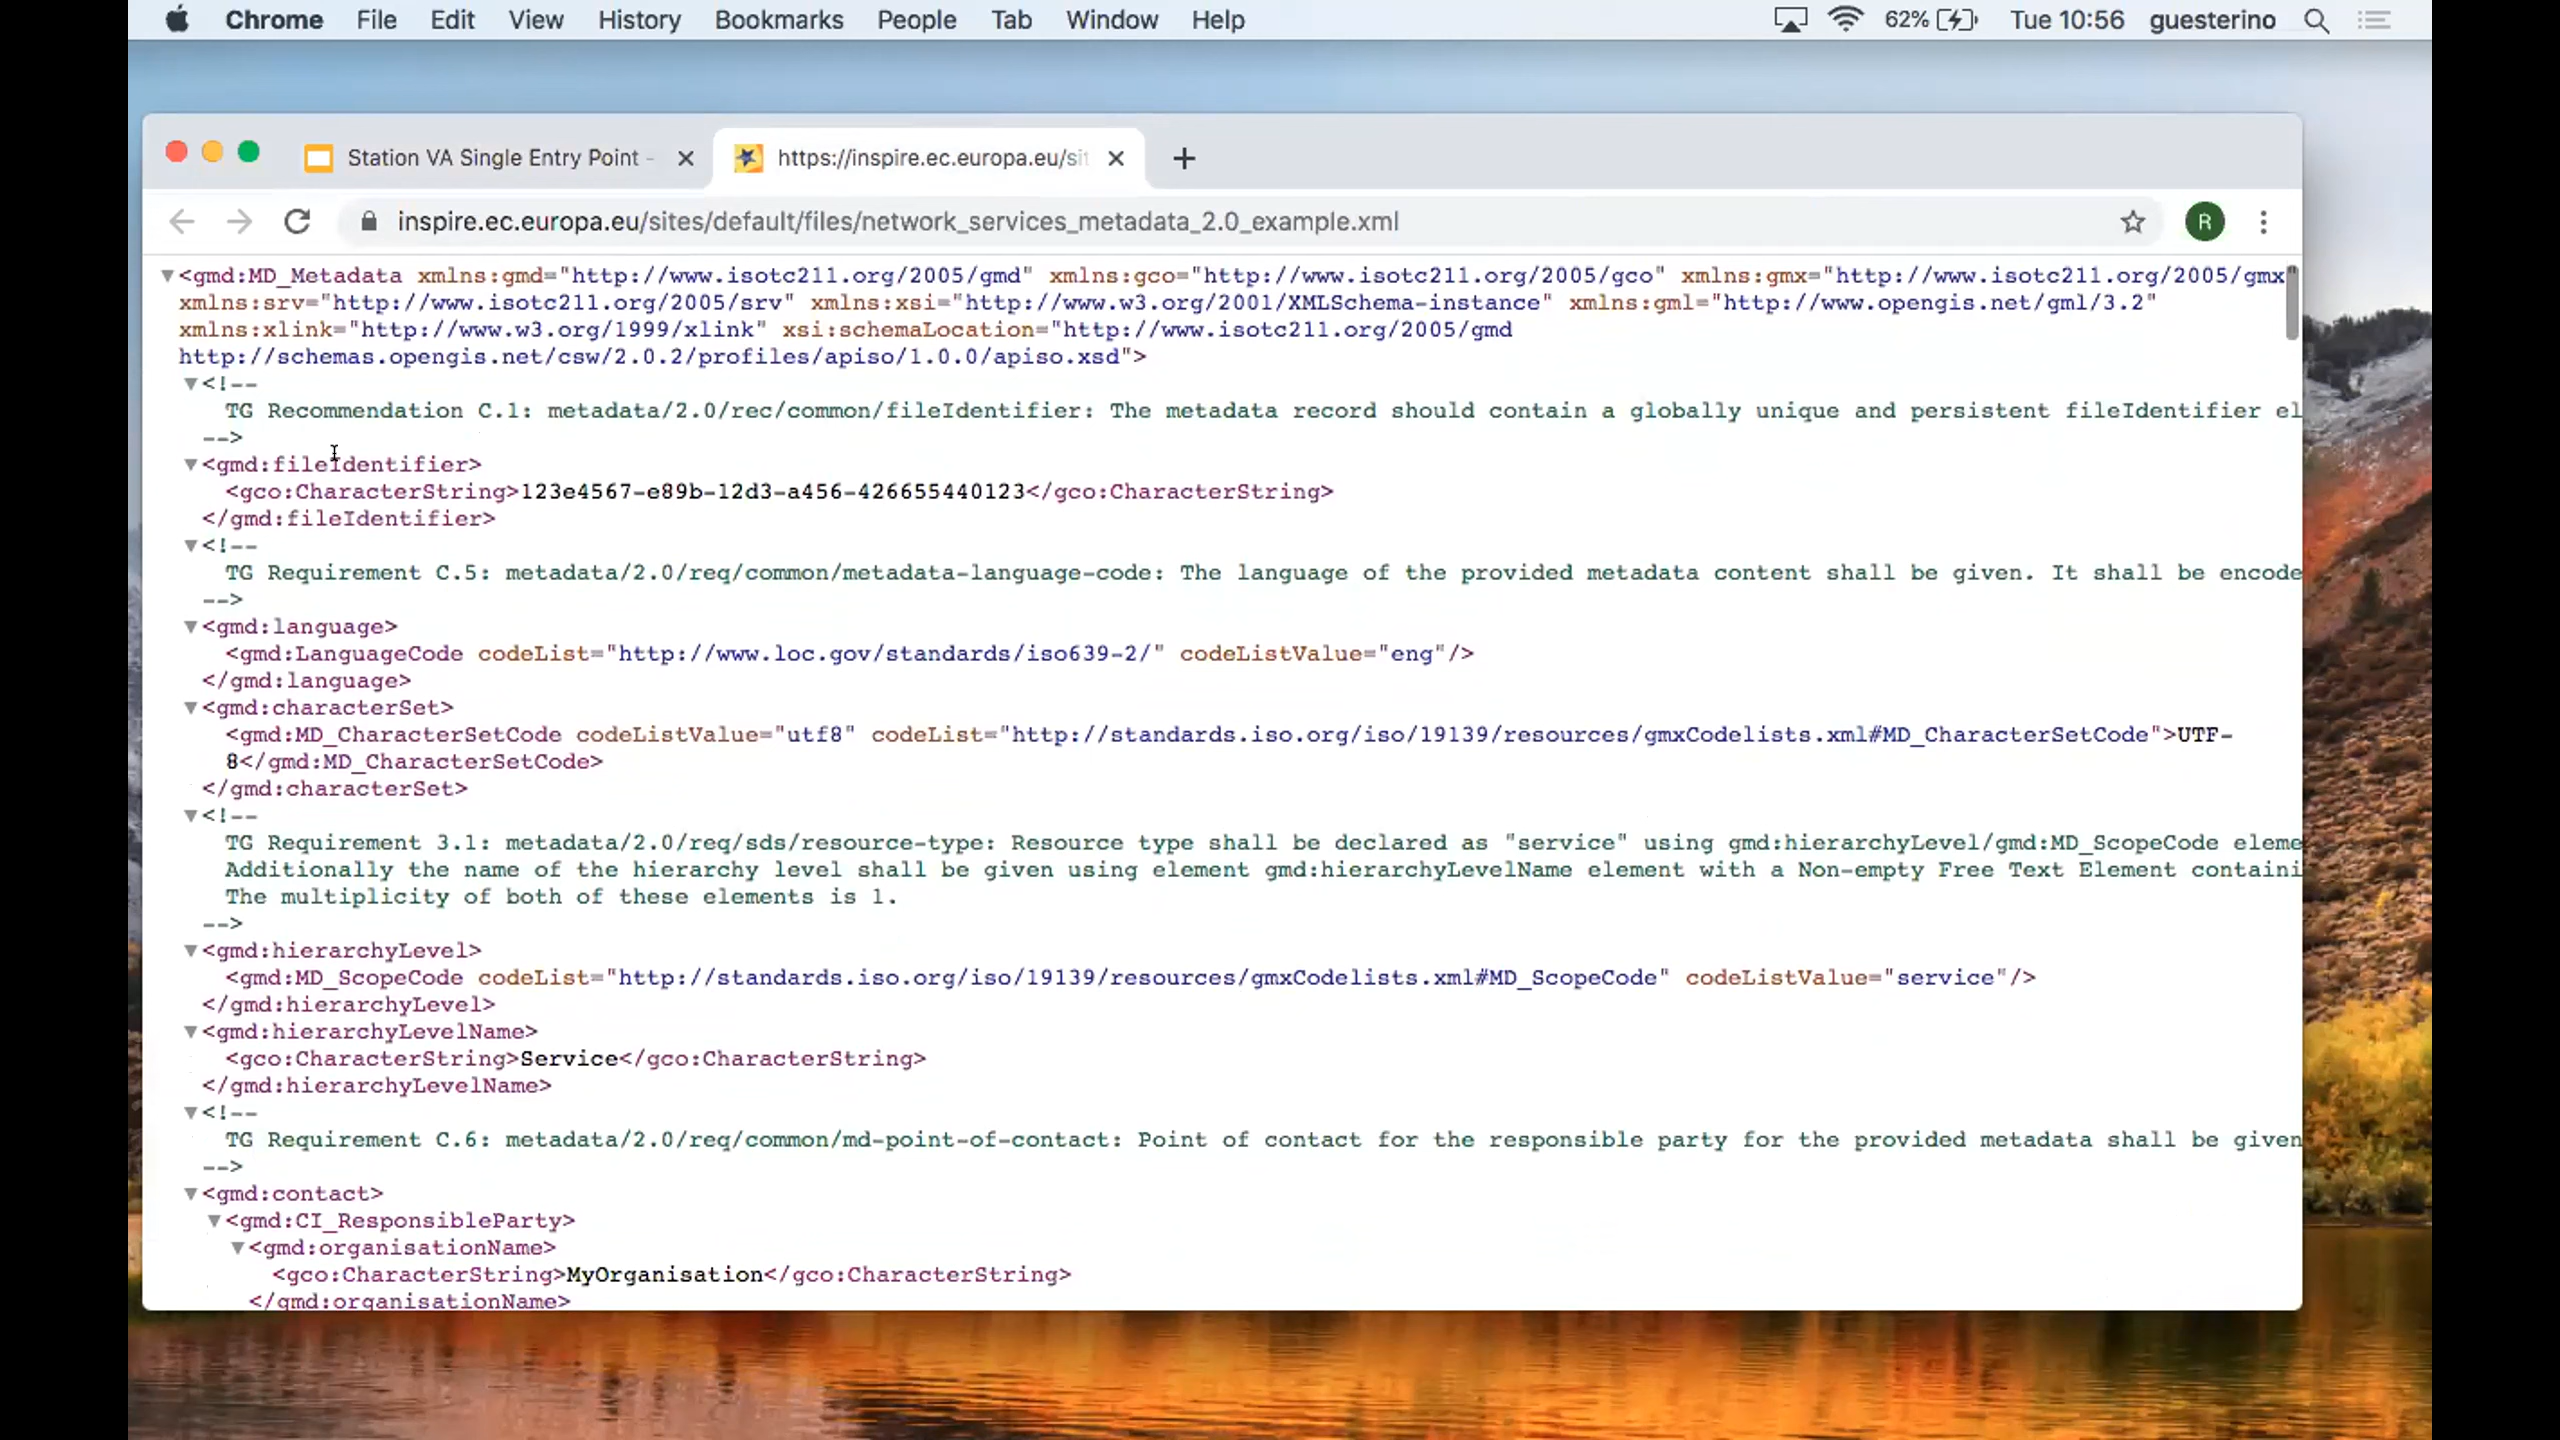 Chrome File Edit View History Bookmarks People Tab Window Help 62% Tue 10:56 guesterino
Station VA Single Entry Point - https://inspire.ec.europa.eu/sit
inspire.ec.europa.eu/sites/default/files/network_services_metadata_2.0_example.xml R
<gmd:MD_Metadata xmlns:gmd="http://www.isotc211.org/2005/gmd" xmlns:gco="http://www.isotc211.org/2005/gco" xmlns:gmx="http://www.isotc211.org/2005/gmx
xmlns:srv="http://www.isotc211.org/2005/srv" xmlns:xsi="http://www.w3.org/2001/XMLSchema-instance" xmlns:gml="http://www.opengis.net/gml/3.2"
xmlns:xlink="http://www.w3.org/1999/xlink" xsi:schemaLocation="http://www.isotc211.org/2005/gmd
http://schemas.opengis.net/csw/2.0.2/profiles/apiso/1.0.0/apiso.xsd">
<!--
TG Recommendation C.1: metadata/2.0/rec/common/fileIdentifier: The metadata record should contain a globally unique and persistent fileIdentifier el
-->
<gmd:fileIdentifier>
<gco:CharacterString>123e4567-e89b-12d3-a456-426655440123</gco:CharacterString>
</gmd:fileIdentifier>
<!--
TG Requirement C.5: metadata/2.0/req/common/metadata-language-code: The language of the provided metadata content shall be given. It shall be encode
-->
<gmd:language>
<gmd:LanguageCode codeList="http://www.loc.gov/standards/iso639-2/" codeListValue="eng"/>
</gmd:language>
<gmd:characterSet>
<gmd:MD_CharacterSetCode codeListValue="utf8" codeList="http://standards.iso.org/iso/19139/resources/gmxCodelists.xml#MD_CharacterSetCode">UTF-
8</gmd:MD_CharacterSetCode>
</gmd:characterSet>
<!--
TG Requirement 3.1: metadata/2.0/req/sds/resource-type: Resource type shall be declared as "service" using gmd:hierarchyLevel/gmd:MD_ScopeCode eleme
Additionally the name of the hierarchy level shall be given using element gmd:hierarchyLevelName element with a Non-empty Free Text Element containi
The multiplicity of both of these elements is 1.
-->
<gmd:hierarchyLevel>
<gmd:MD_ScopeCode codeList="http://standards.iso.org/iso/19139/resources/gmxCodelists.xml#MD_ScopeCode" codeListValue="service"/>
</gmd:hierarchyLevel>
<gmd:hierarchyLevelName>
<gco:CharacterString>Service</gco:CharacterString>
</gmd:hierarchyLevelName>
<!--
TG Requirement C.6: metadata/2.0/req/common/md-point-of-contact: Point of contact for the responsible party for the provided metadata shall be given
-->
<gmd:contact>
<gmd:CI_ResponsibleParty>
<gmd:organisationName>
<gco:CharacterString>MyOrganisation</gco:CharacterString>
</gmd:organisationName>